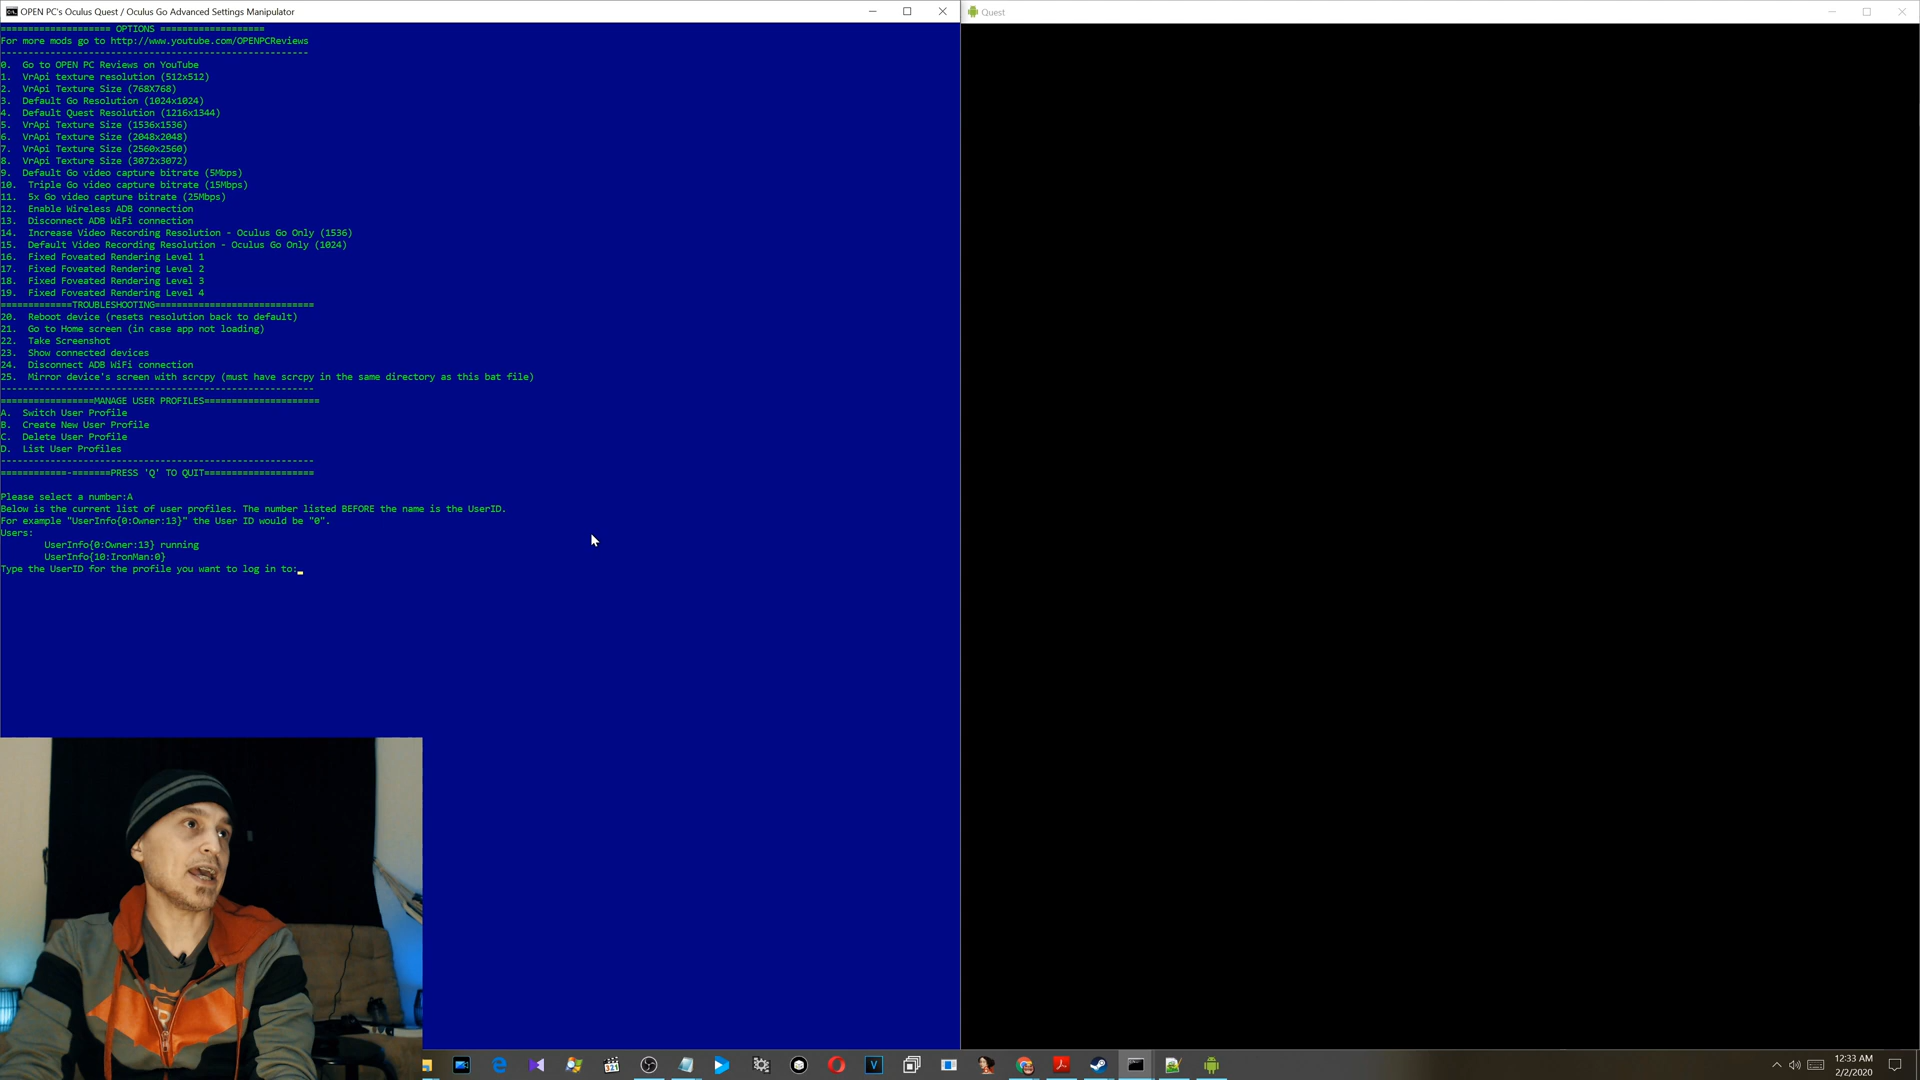 OPEN PC's Oculus Quest / Oculus Go Advanced Settings Manipulator
==================== OPTIONS ===================
For more mods go to http://www.youtube.com/OPENPCReviews
--------------------------------------------------------
0.  Go to OPEN PC Reviews on YouTube
1.  VrApi texture resolution (512x512)
2.  VrApi Texture Size (768X768)
3.  Default Go Resolution (1024x1024)
4.  Default Quest Resolution (1216x1344)
5.  VrApi Texture Size (1536x1536)
6.  VrApi Texture Size (2048x2048)
7.  VrApi Texture Size (2560x2560)
8.  VrApi Texture Size (3072x3072)
9.  Default Go video capture bitrate (5Mbps)
10.  Triple Go video capture bitrate (15Mbps)
11.  5x Go video capture bitrate (25Mbps)
12.  Enable Wireless ADB connection
13.  Disconnect ADB WiFi connection
14.  Increase Video Recording Resolution - Oculus Go Only (1536)
15.  Default Video Recording Resolution - Oculus Go Only (1024)
16.  Fixed Foveated Rendering Level 1
17.  Fixed Foveated Rendering Level 2
18.  Fixed Foveated Rendering Level 3
19.  Fixed Foveated Rendering Level 4
=============TROUBLESHOOTING=============================
20.  Reboot device (resets resolution back to default)
21.  Go to Home screen (in case app not loading)
22.  Take Screenshot
23.  Show connected devices
24.  Disconnect ADB WiFi connection
25.  Mirror device's screen with scrcpy (must have scrcpy in the same directory as this bat file)
---------------------------------------------------------
=================MANAGE USER PROFILES=====================
A.  Switch User Profile
B.  Create New User Profile
C.  Delete User Profile
D.  List User Profiles
---------------------------------------------------------
============-=======PRESS 'Q' TO QUIT====================
Please select a number:A
Below is the current list of user profiles. The number listed BEFORE the name is the UserID.
For example "UserInfo{0:Owner:13}" the User ID would be "0".
Users:
UserInfo{0:Owner:13} running
UserInfo{10:IronMan:0}
Type the UserID for the profile you want to log in to:
Quest
12:33 AM
2/2/2020